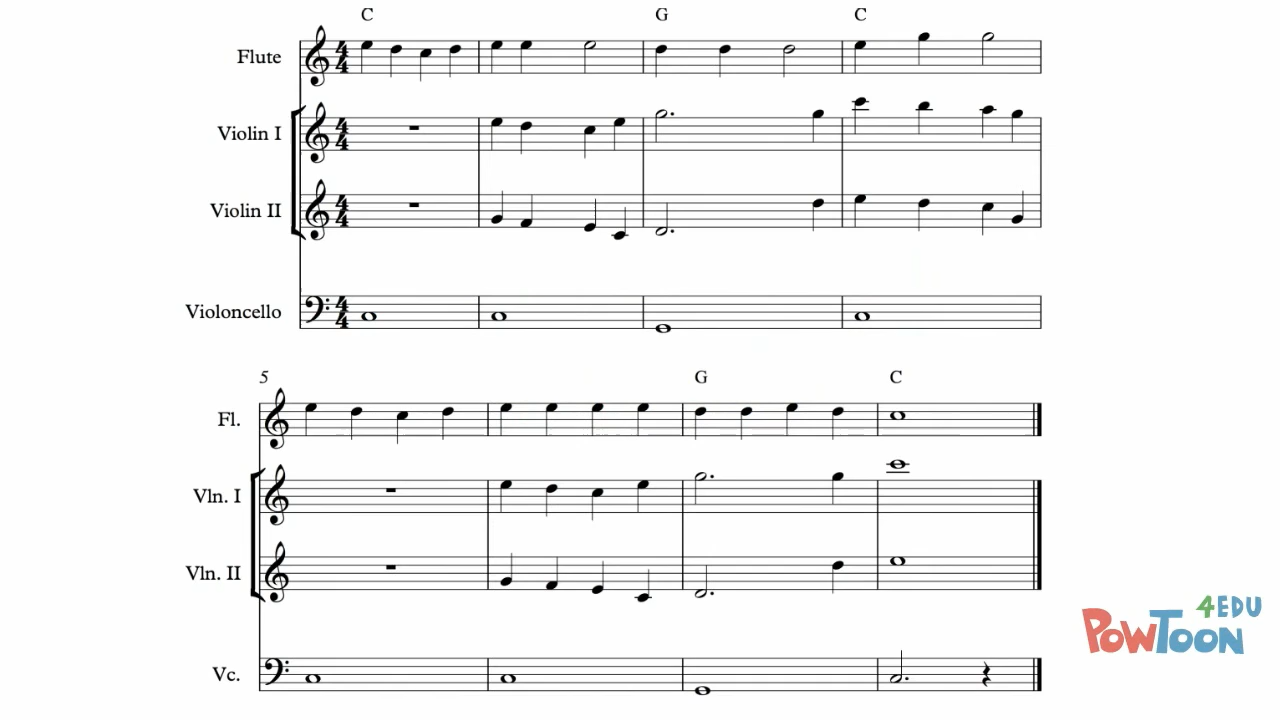 C G C
Flute
Violin I
Violin II
Violoncello
5 G C
Fl.
Vln. I
Vln. II
Vc.
4EDU
POWTOON